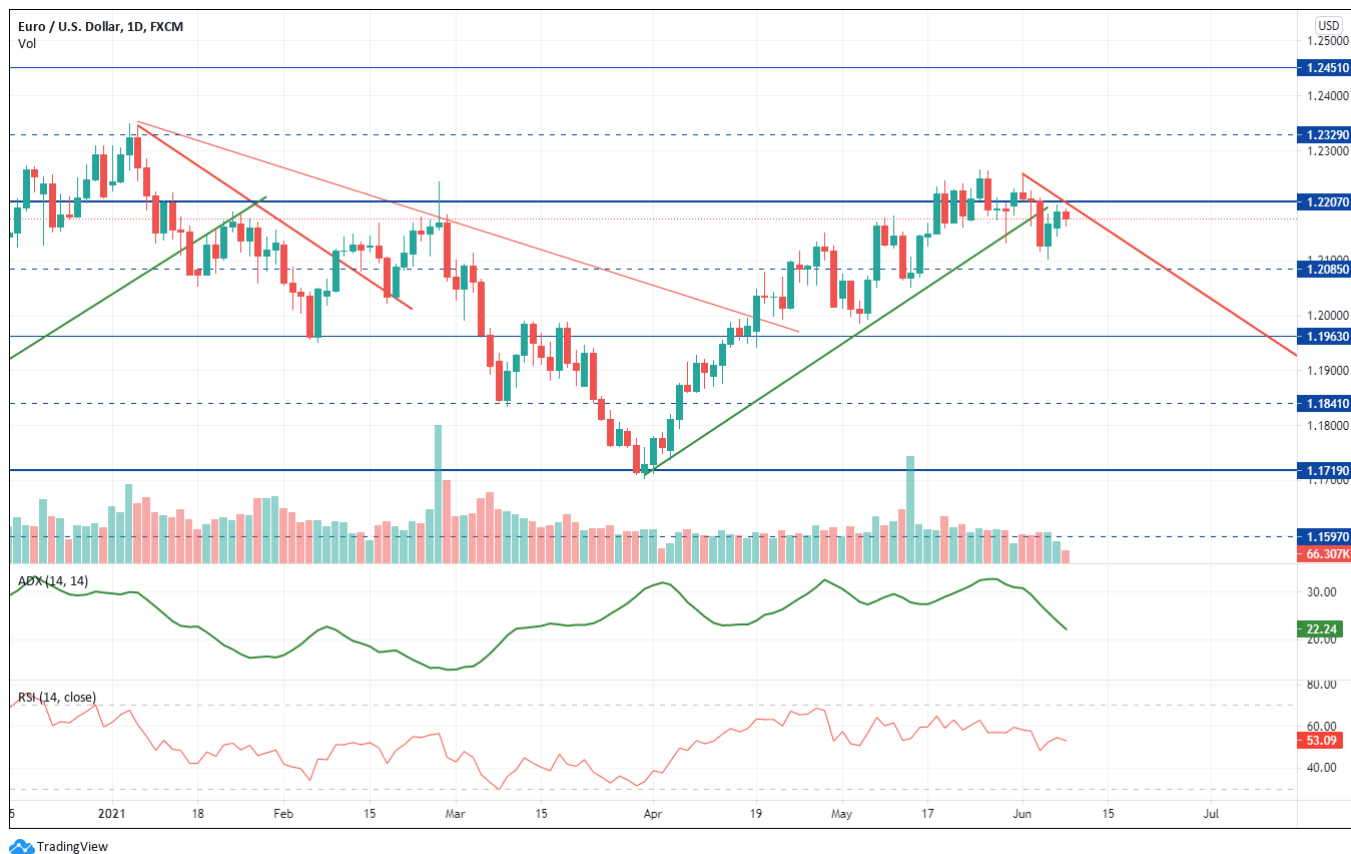 Euro / U.S. Dollar, 1D, FXCM
Vol
USD
1.25000
1.24510
1.24000
1.23290
1.23000
1.22070
1.21000
1.20850
1.20000
1.19630
1.19000
1.18410
1.18000
1.17190
1.17000
1.15970
66.307K
ADX (14, 14)
30.00
22.24
20.00
RSI (14, close)
80.00
60.00
53.09
40.00
5 2021 18 Feb 15 Mar 15 Apr 19 May 17 Jun 15 Jul
TradingView